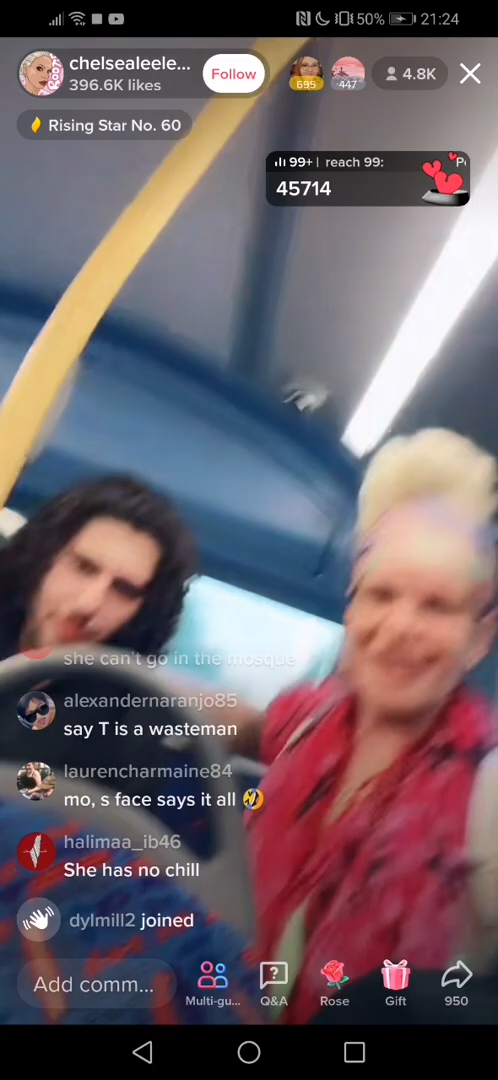 50% 21:24
chelsealeele...
396.6K likes
Follow
695
447
4.8K
Rising Star No. 60
99+ | reach 99:
45714
she can't go in the mosque
alexandernaranjo85
say T is a wasteman
laurencharmaine84
mo, s face says it all 🤣
halimaa_ib46
She has no chill
dylmill2 joined
Add comm...
Multi-gu...
Q&A
Rose
Gift
950